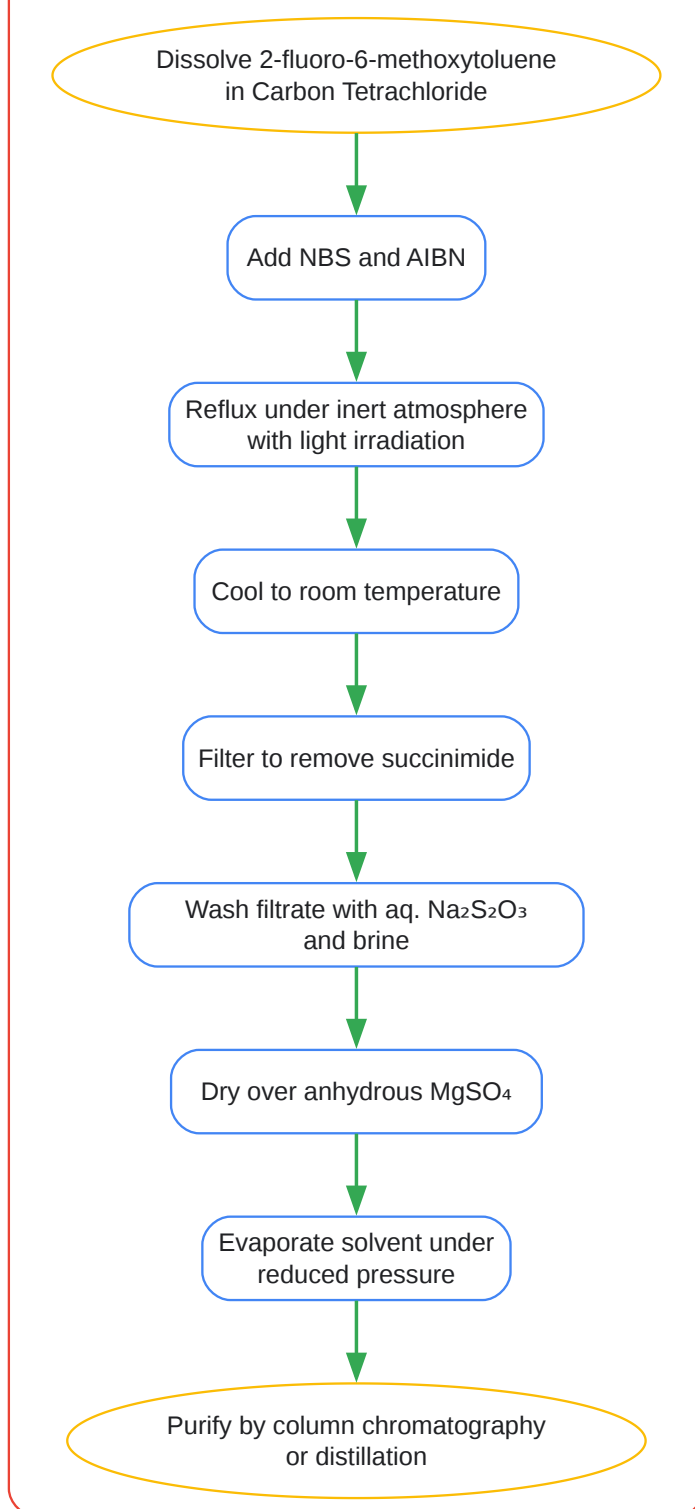 Dissolve 2-fluoro-6-methoxytoluene
in Carbon Tetrachloride
Add NBS and AIBN
Reflux under inert atmosphere
with light irradiation
Cool to room temperature
Filter to remove succinimide
Wash filtrate with aq. Na₂S₂O₃
and brine
Dry over anhydrous MgSO₄
Evaporate solvent under
reduced pressure
Purify by column chromatography
or distillation